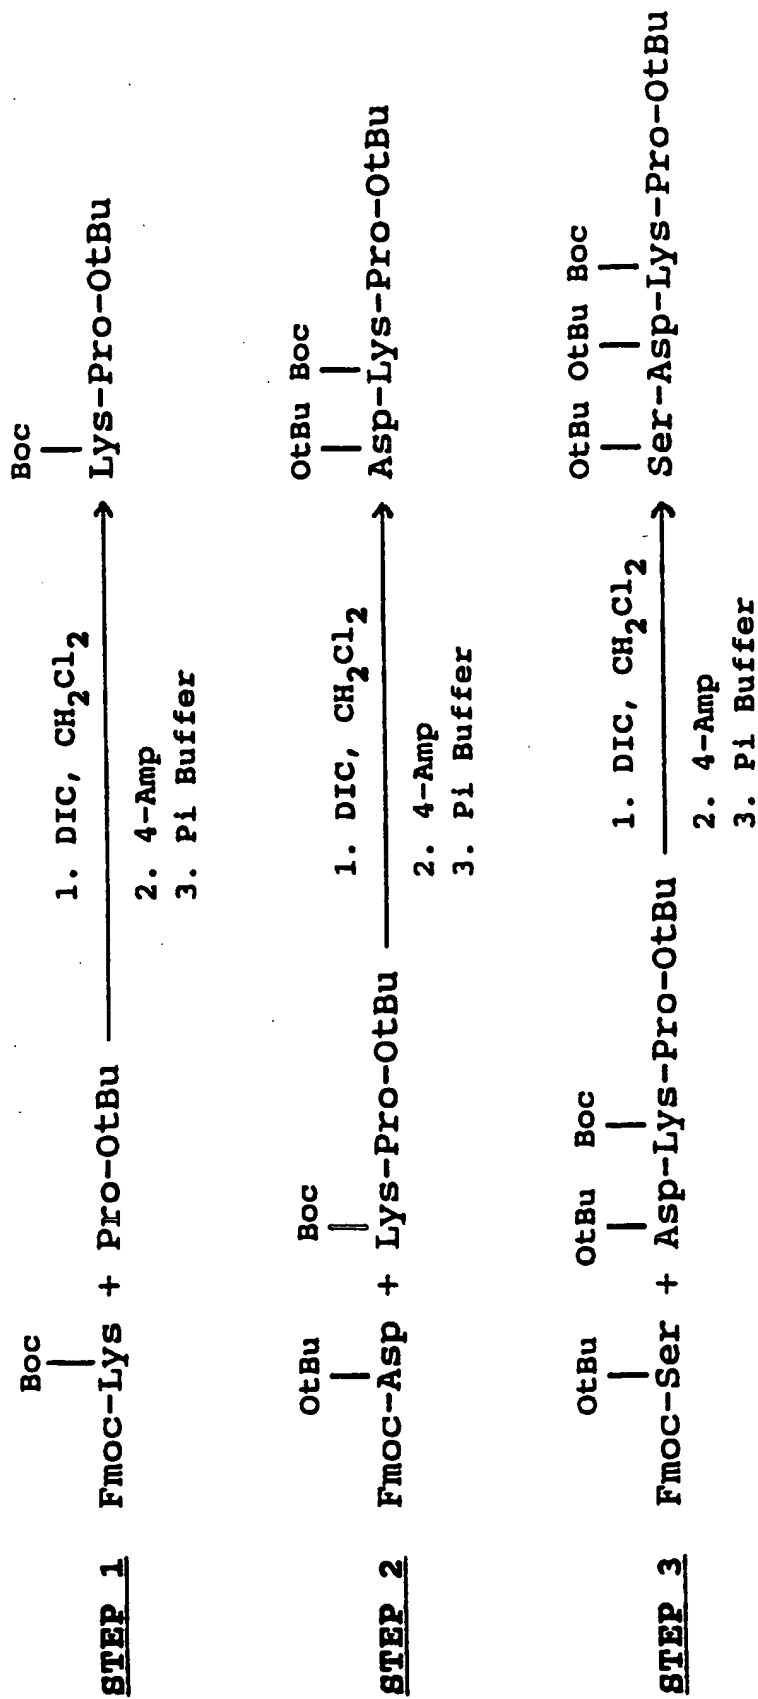 Boc
Boc
1. DIC, CH2Cl2
STEP 1 Fmoc-Lys + Pro-OtBu Lys-Pro-OtBu
2. 4-Amp
3. Pi Buffer
OtBu Boc
OtBu Boc
1. DIC, CH2Cl2
STEP 2 Fmoc-Asp + Lys-Pro-OtBu Asp-Lys-Pro-OtBu
2. 4-Amp
3. Pi Buffer
OtBu OtBu Boc
OtBu OtBu Boc
1. DIC, CH2Cl2
STEP 3 Fmoc-Ser + Asp-Lys-Pro-OtBu Ser-Asp-Lys-Pro-OtBu
2. 4-Amp
3. Pi Buffer